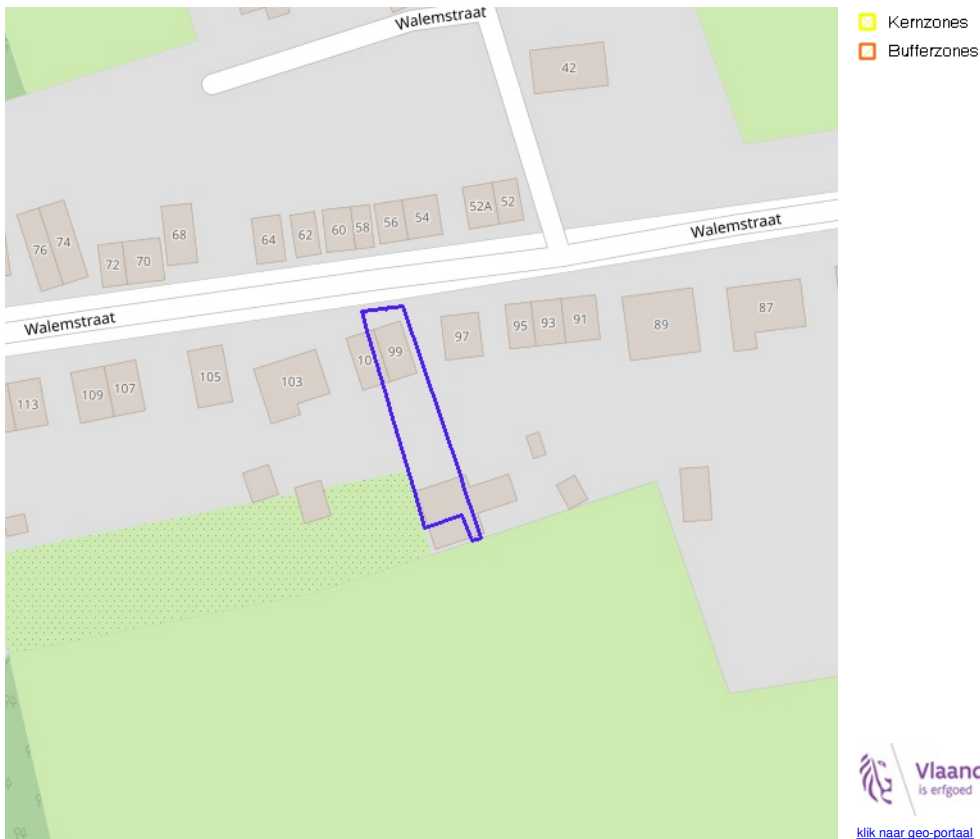 Walemstraat
Kernzones
Bufferzones
42
76
74
72
70
68
64
62
60
58
56
54
52A
52
Walemstraat
Walemstraat
113
109
107
105
103
10
99
97
95
93
91
89
87
Vlaand
is erfgoed
klik naar geo-portaal